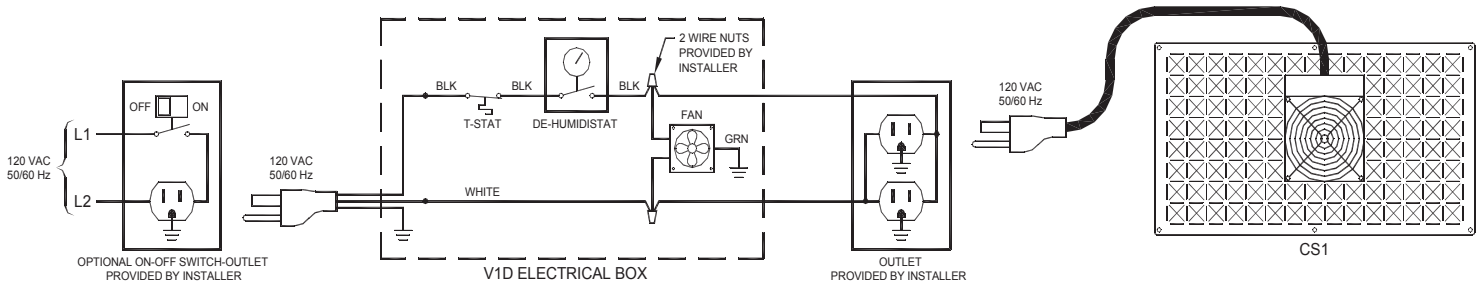 OFF
ON
L1
120 VAC
50/60 Hz
L2
OPTIONAL ON-OFF SWITCH-OUTLET
PROVIDED BY INSTALLER
120 VAC
50/60 Hz
BLK
T-STAT
BLK
DE-HUMIDISTAT
BLK
2 WIRE NUTS
PROVIDED BY
INSTALLER
FAN
GRN
WHITE
V1D ELECTRICAL BOX
OUTLET
PROVIDED BY INSTALLER
120 VAC
50/60 Hz
CS1